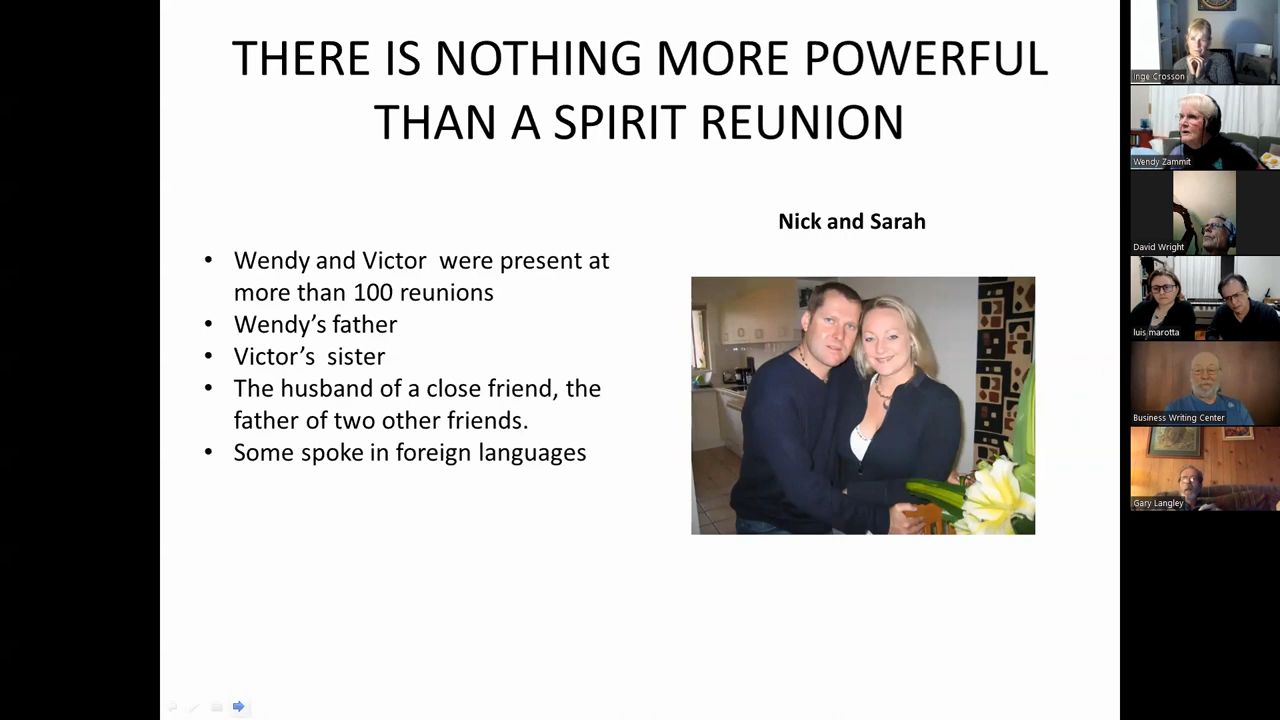 THERE IS NOTHING MORE POWERFUL
THAN A SPIRIT REUNION
Nick and Sarah
• Wendy and Victor  were present at
more than 100 reunions
• Wendy’s father
• Victor’s  sister
• The husband of a close friend, the
father of two other friends.
• Some spoke in foreign languages
Inge Crosson
Wendy Zammit
David Wright
luis marotta
Business Writing Center
Gary Langley